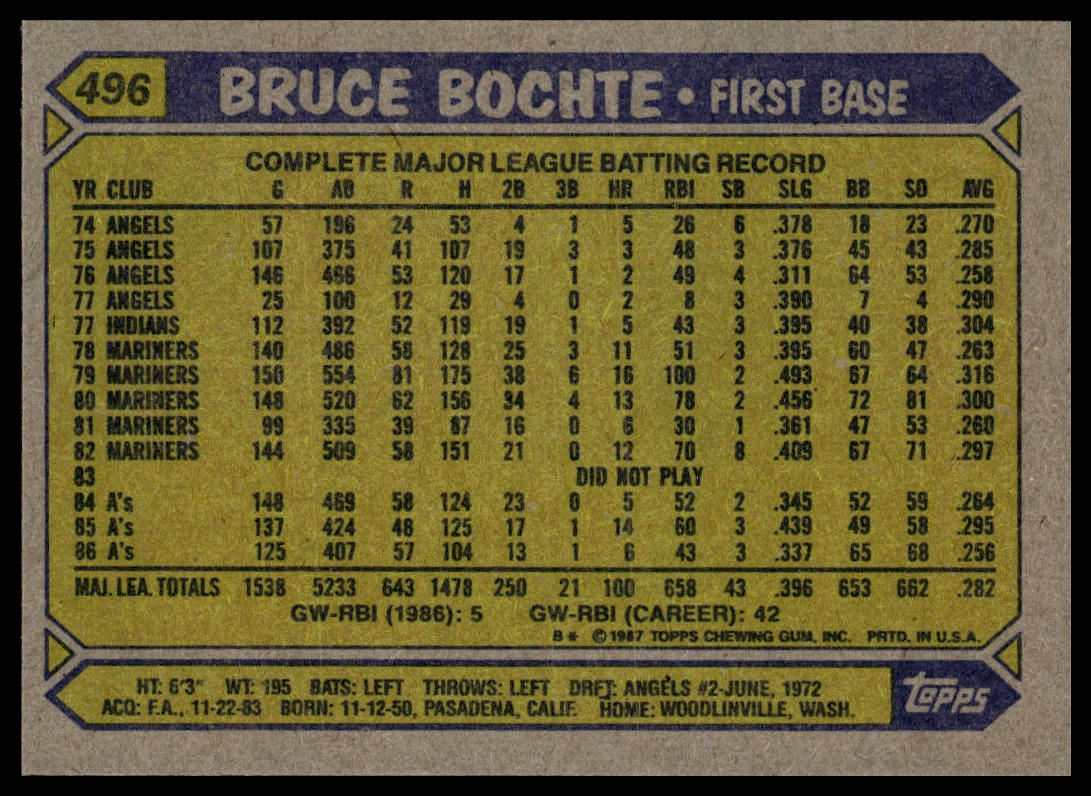 496 BRUCE BOCHTE • FIRST BASE
COMPLETE MAJOR LEAGUE BATTING RECORD
YR CLUB G AB R H 2B 3B HR RBI SB SLG BB SO AVG
74 ANGELS 57 196 24 53 4 1 5 26 6 .378 18 23 .270
75 ANGELS 107 375 41 107 19 3 3 48 3 .376 45 43 .285
76 ANGELS 146 466 53 120 17 1 2 49 4 .311 64 53 .258
77 ANGELS 25 100 12 29 4 0 2 8 3 .390 7 4 .290
77 INDIANS 112 392 52 119 19 1 5 43 3 .395 40 38 .304
78 MARINERS 140 486 58 128 25 3 11 51 3 .395 60 47 .263
79 MARINERS 150 554 81 175 38 6 16 100 2 .493 67 64 .316
80 MARINERS 148 520 62 156 34 4 13 78 2 .456 72 81 .300
81 MARINERS 99 335 39 87 16 0 6 30 1 .361 47 53 .260
82 MARINERS 144 509 58 151 21 0 12 70 8 .409 67 71 .297
83 DID NOT PLAY
84 A's 148 469 58 124 23 0 5 52 2 .345 52 59 .264
85 A's 137 424 48 125 17 1 14 60 3 .439 49 58 .295
86 A's 125 407 57 104 13 1 6 43 3 .337 65 68 .256
MAJ. LEA. TOTALS 1538 5233 643 1478 250 21 100 658 43 .396 653 662 .282
GW-RBI (1986): 5 GW-RBI (CAREER): 42
B* ©1987 TOPPS CHEWING GUM, INC. PRTD. IN U.S.A.
HT: 6'3" WT: 195 BATS: LEFT THROWS: LEFT DRFT: ANGELS #2-JUNE, 1972
ACQ: F.A., 11-22-83 BORN: 11-12-50, PASADENA, CALIF. HOME: WOODLINVILLE, WASH.
topps